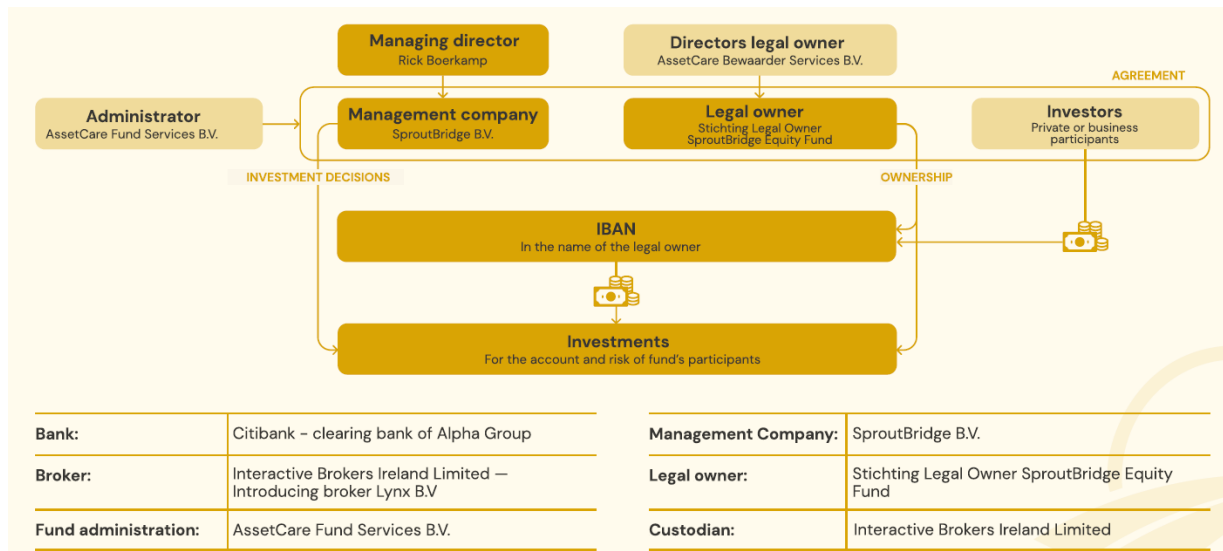 Managing director
Rick Boerkamp
Directors legal owner
AssetCare Bewaarder Services B.V.
AGREEMENT
Administrator
AssetCare Fund Services B.V.
Management company
SproutBridge B.V.
Legal owner
Stichting Legal Owner
SproutBridge Equity Fund
Investors
Private or business
participants
INVESTMENT DECISIONS
OWNERSHIP
IBAN
In the name of the legal owner
Investments
For the account and risk of fund's participants
Bank: Citibank - clearing bank of Alpha Group
Broker: Interactive Brokers Ireland Limited —
Introducing broker Lynx B.V
Fund administration: AssetCare Fund Services B.V.
Management Company: SproutBridge B.V.
Legal owner: Stichting Legal Owner SproutBridge Equity
Fund
Custodian: Interactive Brokers Ireland Limited